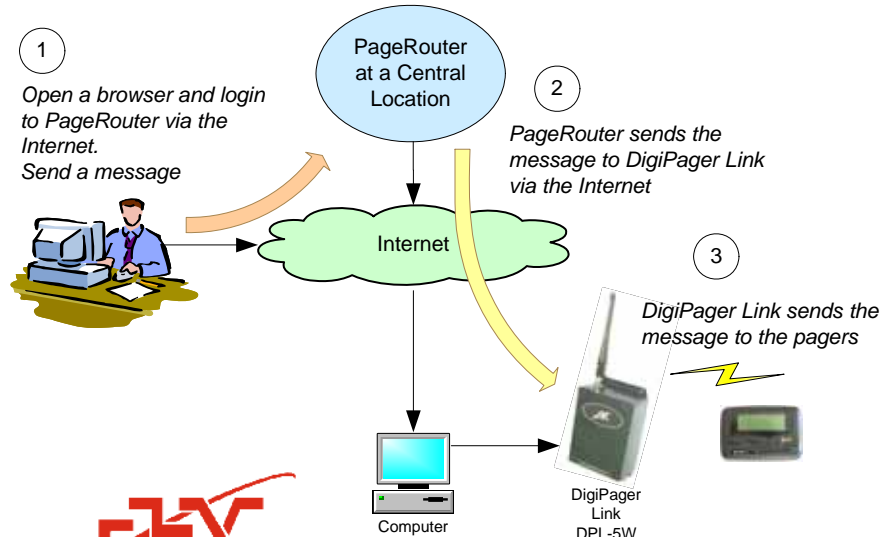 1
Open a browser and login
to PageRouter via the
Internet.
Send a message
PageRouter
at a Central
Location
2
PageRouter sends the
message to DigiPager Link
via the Internet
Internet
3
DigiPager Link sends the
message to the pagers
Computer
DigiPager
Link
DPL-5W